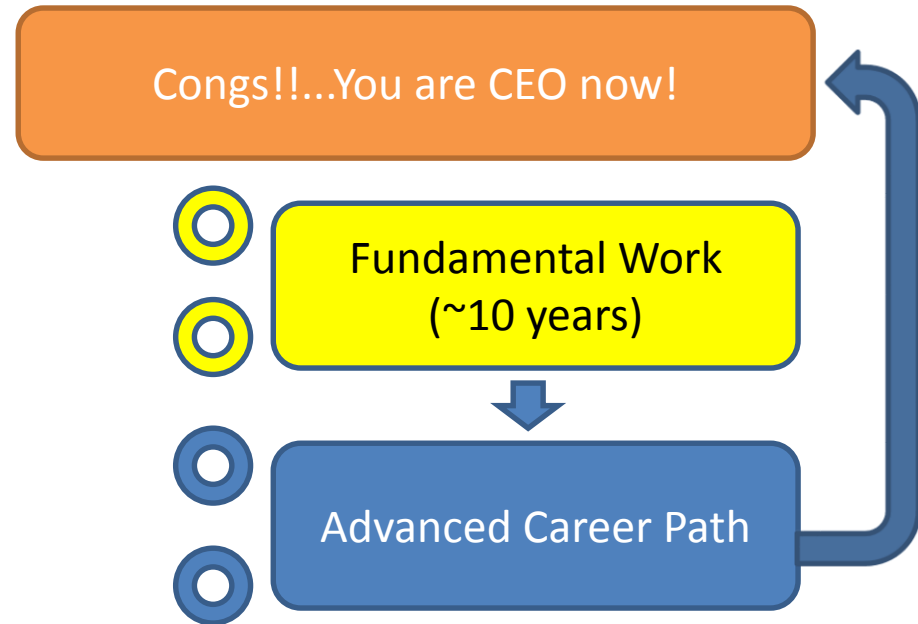 Congs!!...You are CEO now!
Fundamental Work
(~10 years)
Advanced Career Path